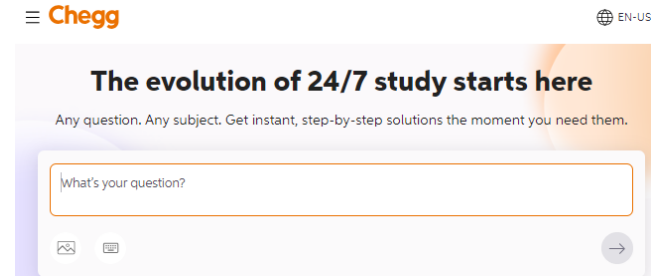 Chegg
EN-US
The evolution of 24/7 study starts here
Any question. Any subject. Get instant, step-by-step solutions the moment you need them.
What's your question?